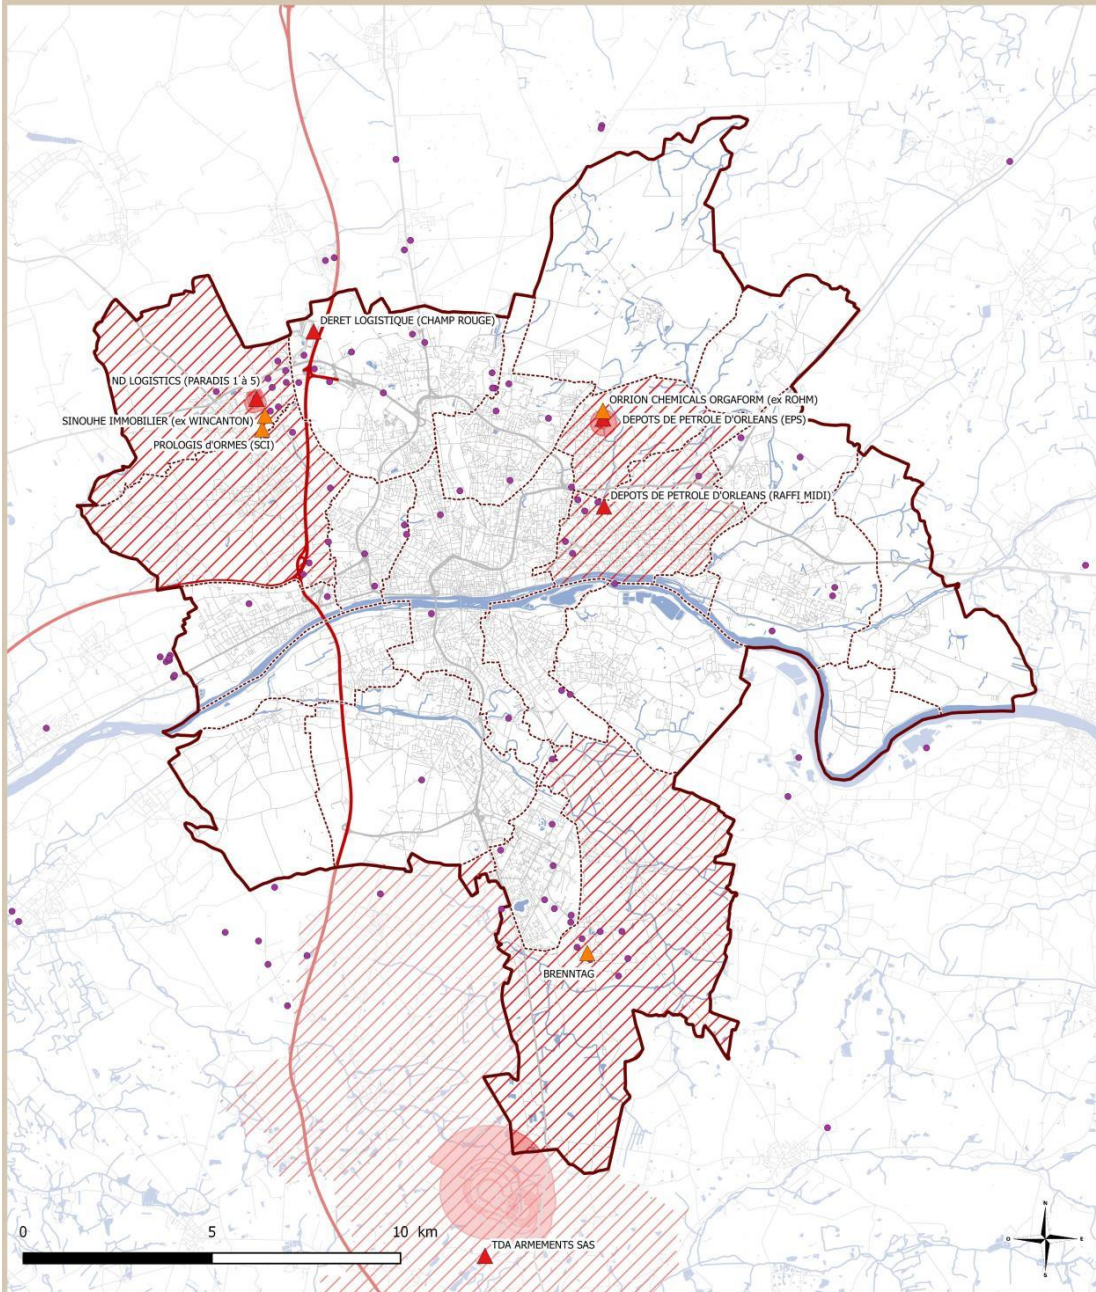 DERET LOGISTIQUE (CHAMP ROUGE)
ND LOGISTICS (PARADIS 1 à 5)
ORRION CHEMICALS ORGAFORM (ex ROHM)
SINOUHE IMMOBILIER (ex WINCANTON)
DEPOTS DE PETROLE D'ORLEANS (EPS)
PROLOGIS d'ORMES (SCI)
DEPOTS DE PETROLE D'ORLEANS (RAFFI MIDI)
BRENNTAG
N
O E
S
0 5 10 km
TDA ARMEMENTS SAS